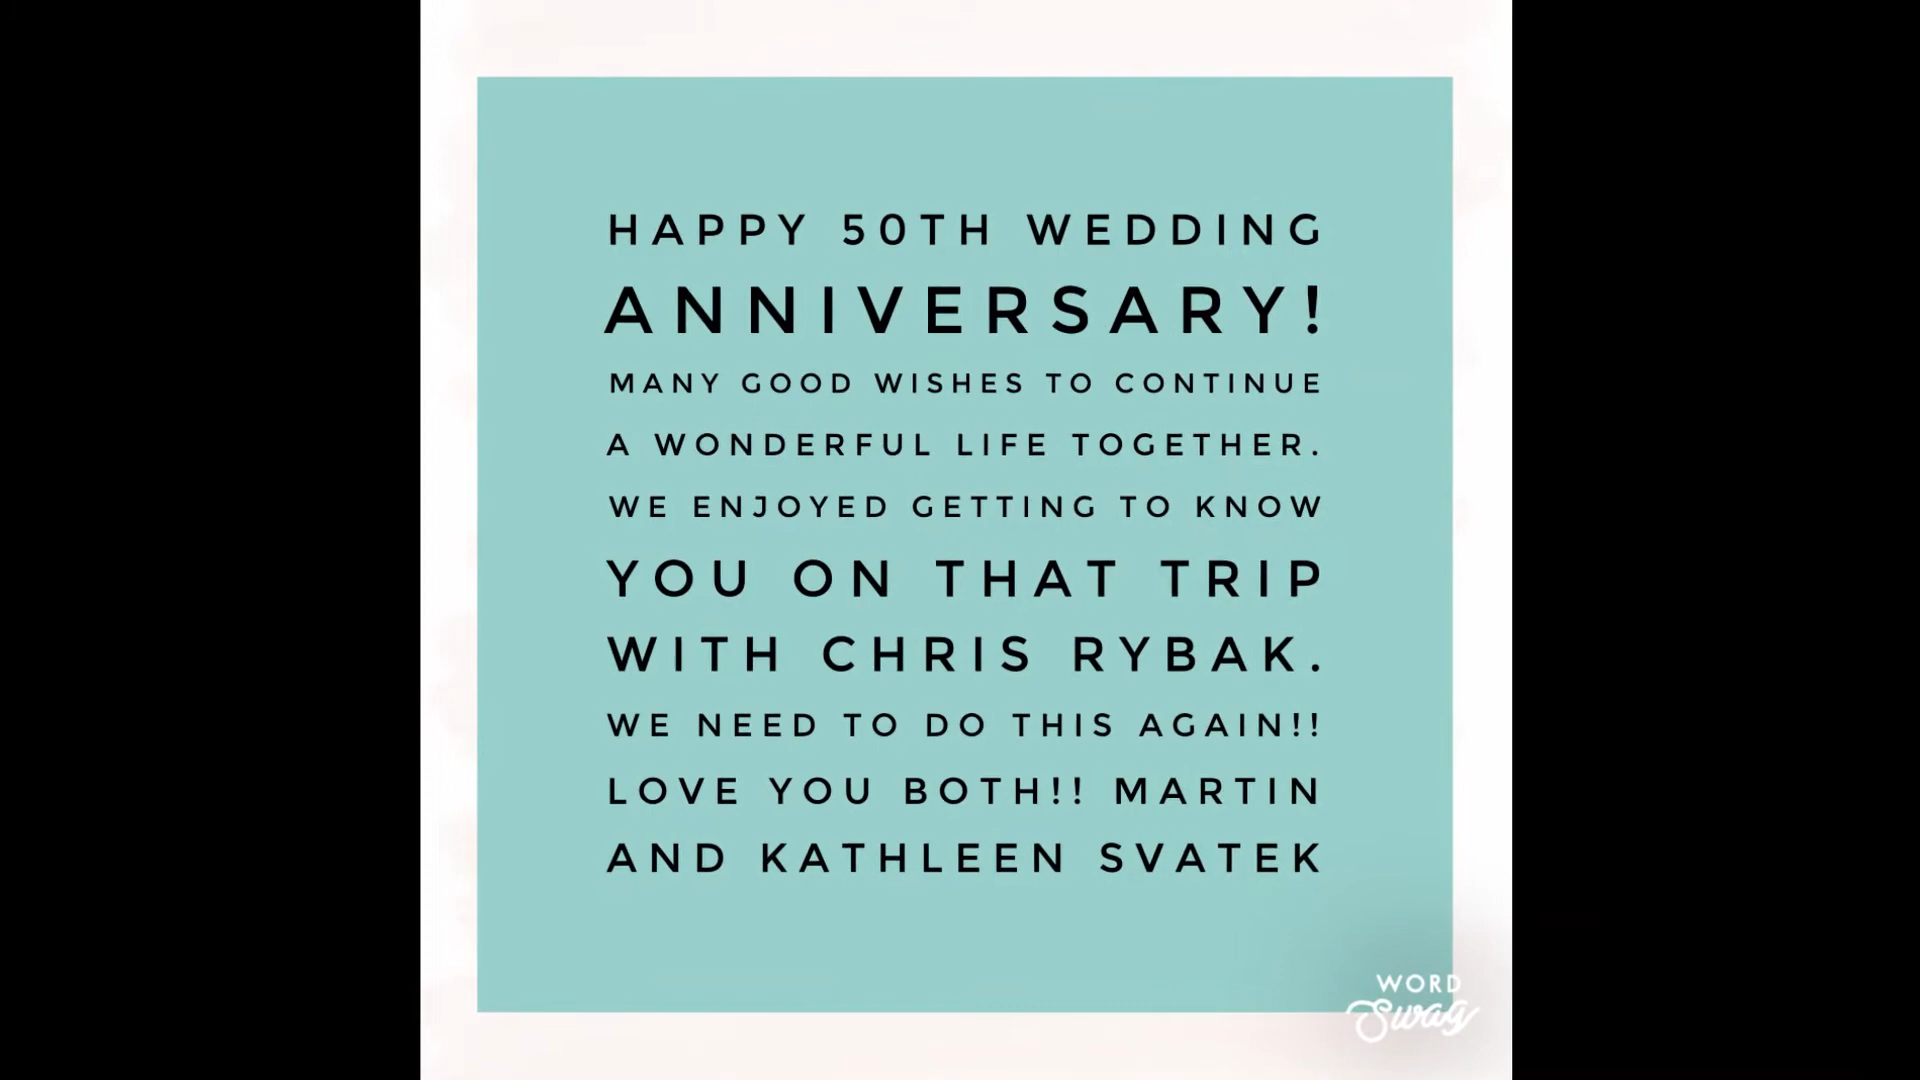 HAPPY 50TH WEDDING
ANNIVERSARY!
MANY GOOD WISHES TO CONTINUE
A WONDERFUL LIFE TOGETHER.
WE ENJOYED GETTING TO KNOW
YOU ON THAT TRIP
WITH CHRIS RYBAK.
WE NEED TO DO THIS AGAIN!!
LOVE YOU BOTH!! MARTIN
AND KATHLEEN SVATEK
WORD
Swag